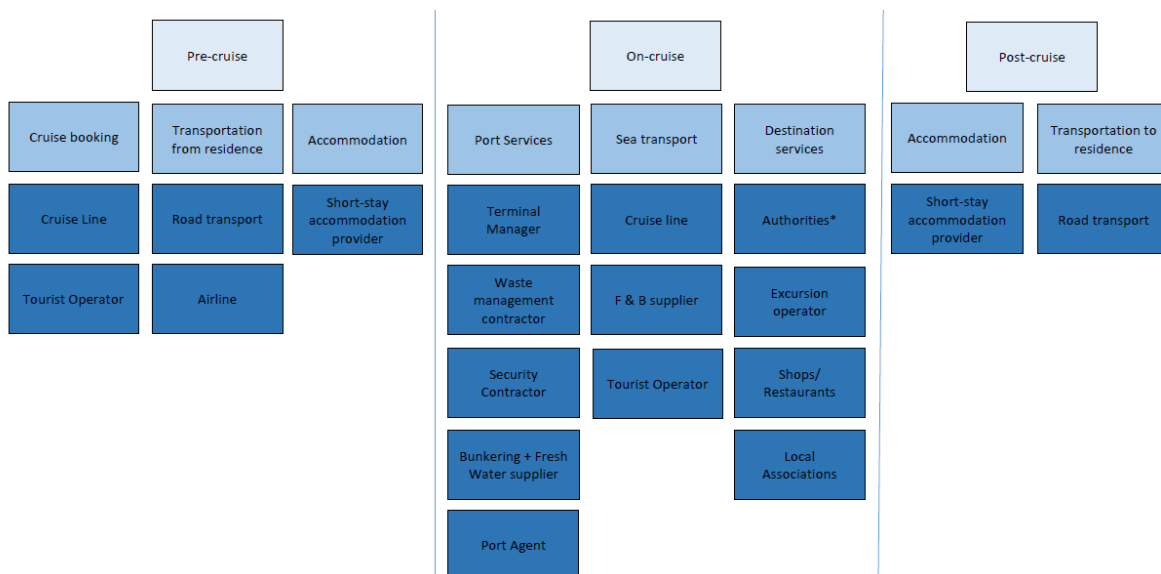 Pre-cruise
On-cruise
Post-cruise
Cruise booking
Transportation
from residence
Accommodation
Port Services
Sea transport
Destination
services
Accommodation
Transportation to
residence
Cruise Line
Road transport
Short-stay
accommodation
provider
Terminal
Manager
Cruise line
Authorities*
Short-stay
accommodation
provider
Road transport
Tourist Operator
Airline
Waste
management
contractor
F & B supplier
Excursion
operator
Security
Contractor
Tourist Operator
Shops/
Restaurants
Bunkering + Fresh
Water supplier
Local
Associations
Port Agent